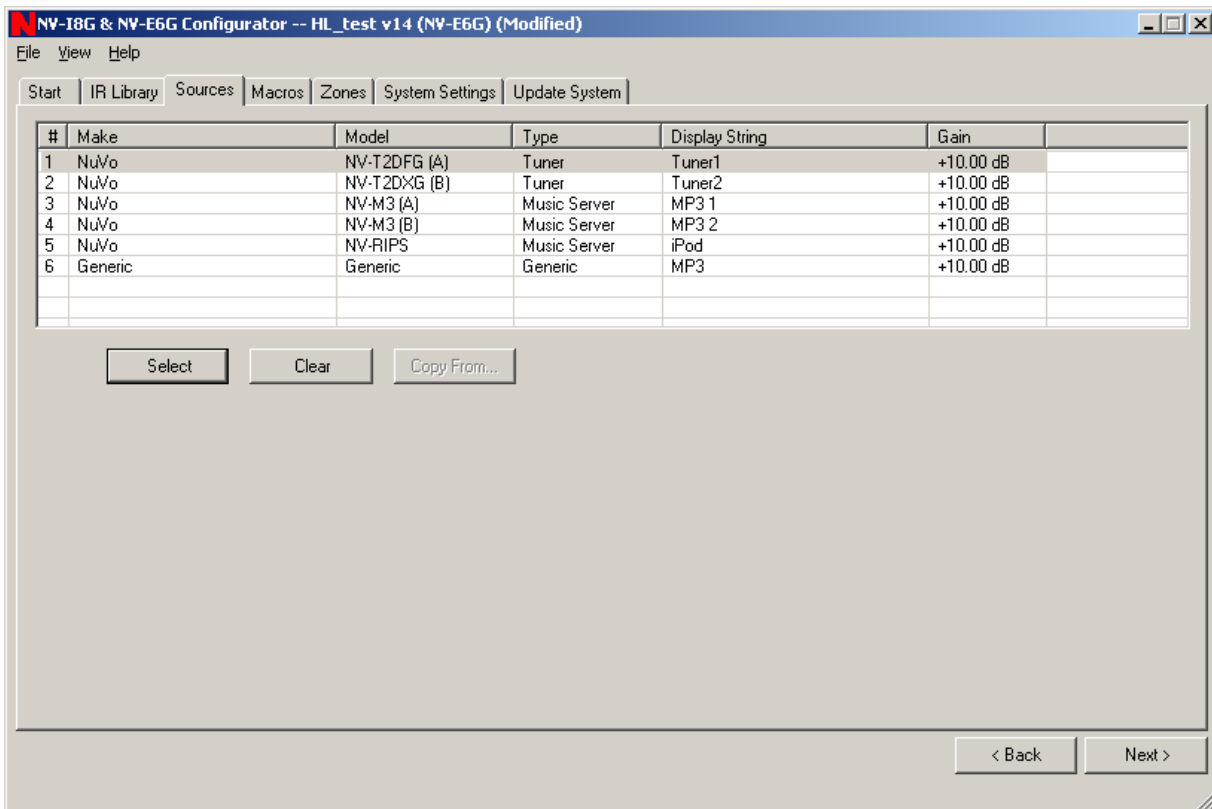 NV-I8G & NV-E6G Configurator -- HL_test v14 (NV-E6G) (Modified)
File View Help
Start IR Library Sources Macros Zones System Settings Update System
# Make Model Type Display String Gain
1 NuVo NV-T2DFG (A) Tuner Tuner1 +10.00 dB
2 NuVo NV-T2DXG (B) Tuner Tuner2 +10.00 dB
3 NuVo NV-M3 (A) Music Server MP3 1 +10.00 dB
4 NuVo NV-M3 (B) Music Server MP3 2 +10.00 dB
5 NuVo NV-RIPS Music Server iPod +10.00 dB
6 Generic Generic Generic MP3 +10.00 dB
Select Clear Copy From...
< Back Next >